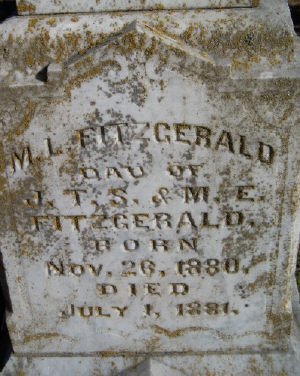 M. L. FITZGERALD
DAU OF
J. T. S. & M. E.
FITZGERALD.
BORN
NOV. 26, 1880.
DIED
JULY 1, 1881.